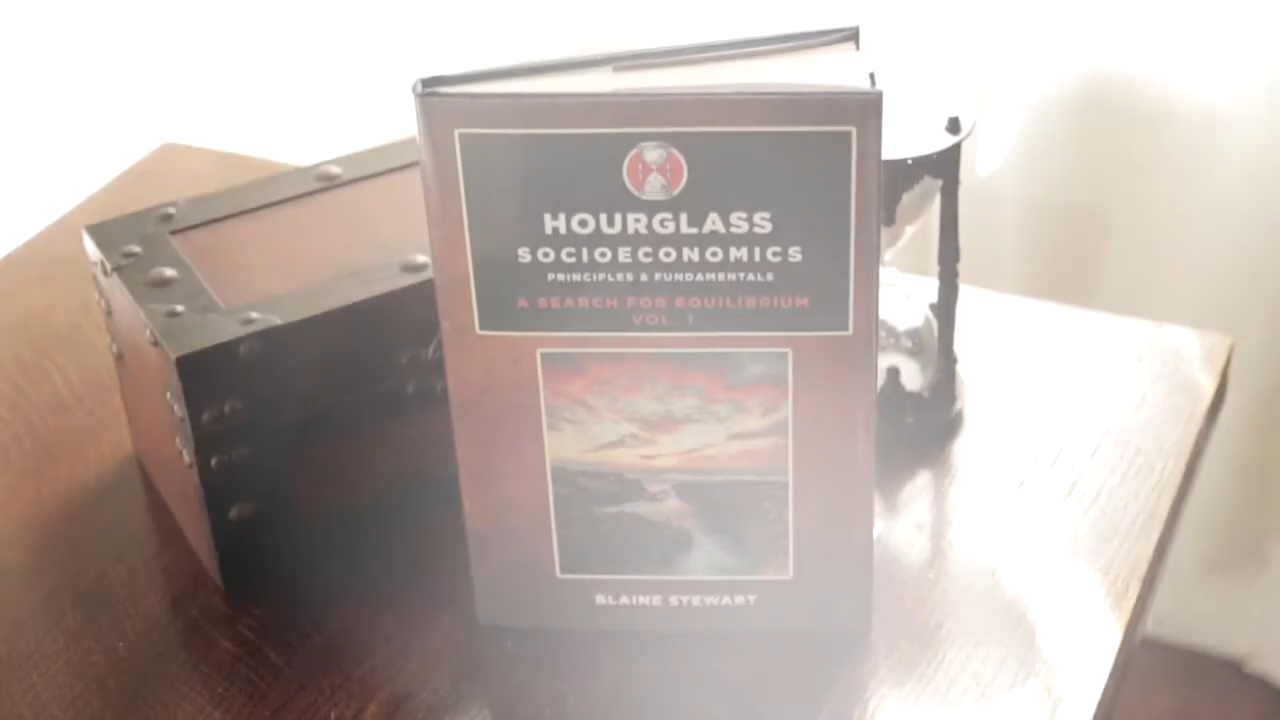 HOURGLASS
SOCIOECONOMICS
PRINCIPLES & FUNDAMENTALS
A SEARCH FOR EQUILIBRIUM
VOL. 1
BLAINE STEWART